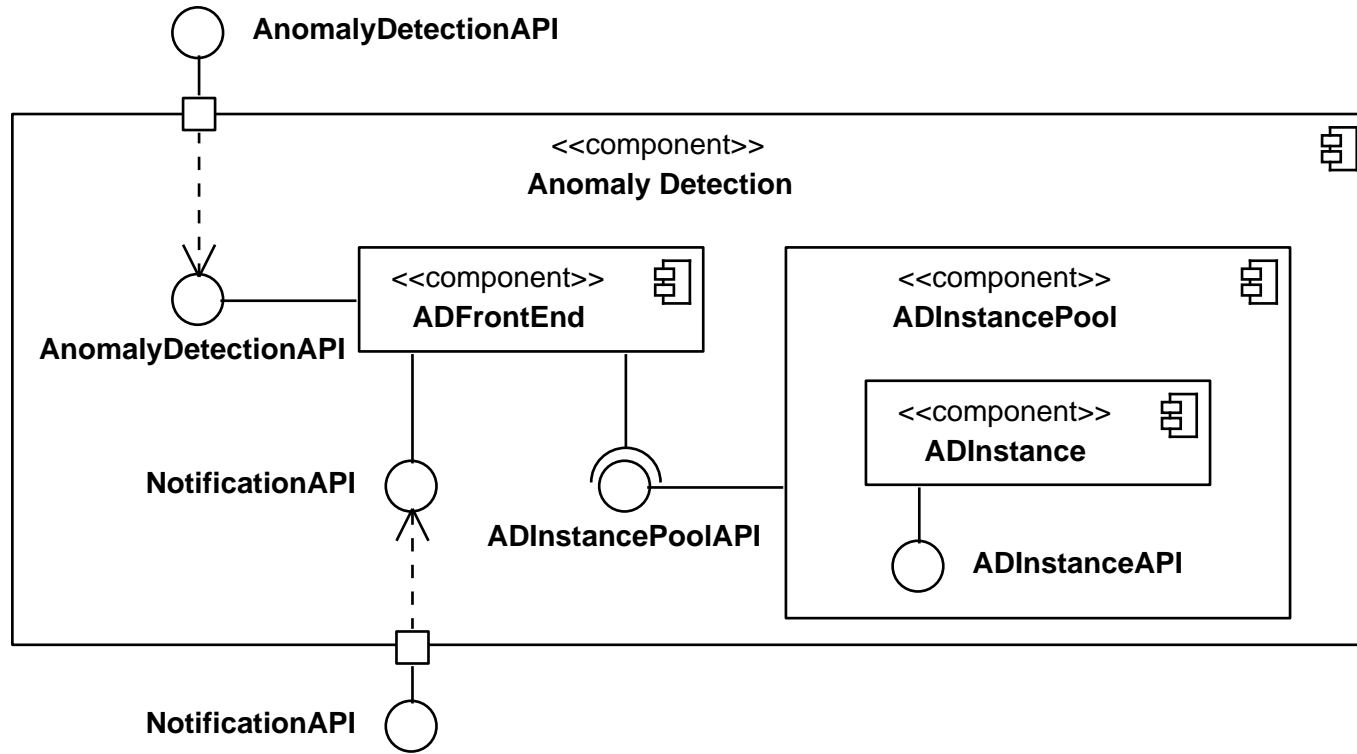 AnomalyDetectionAPI
<<component>>
Anomaly Detection
<<component>>
ADFrontEnd
AnomalyDetectionAPI
<<component>>
ADInstancePool
<<component>>
ADInstance
NotificationAPI
ADInstancePoolAPI
ADInstanceAPI
NotificationAPI